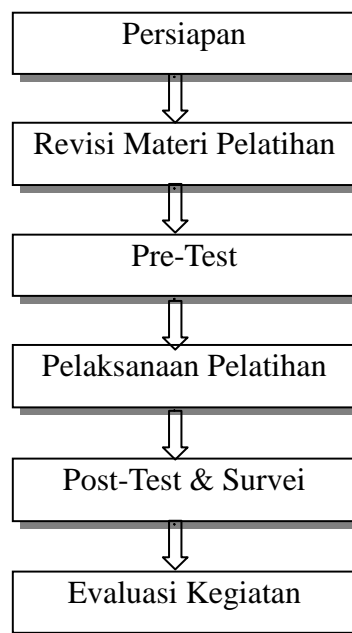 Persiapan
Revisi Materi Pelatihan
Pre-Test
Pelaksanaan Pelatihan
Post-Test & Survei
Evaluasi Kegiatan